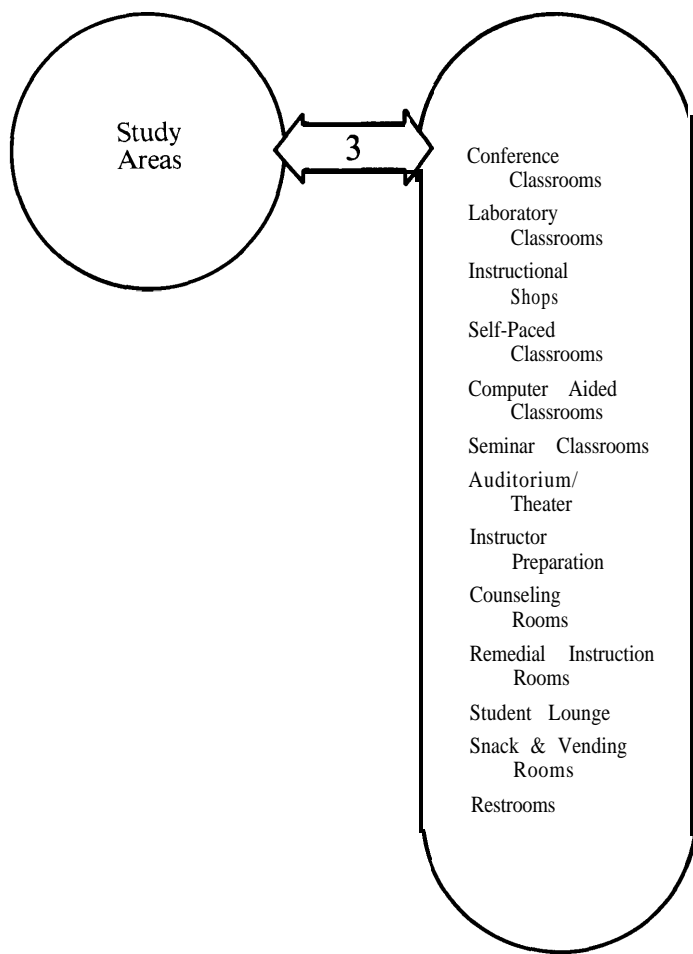 Study
Areas
3
Conference
Classrooms
Laboratory
Classrooms
Instructional
Shops
Self-Paced
Classrooms
Computer Aided
Classrooms
Seminar Classrooms
Auditorium/
Theater
Instructor
Preparation
Counseling
Rooms
Remedial Instruction
Rooms
Student Lounge
Snack & Vending
Rooms
Restrooms